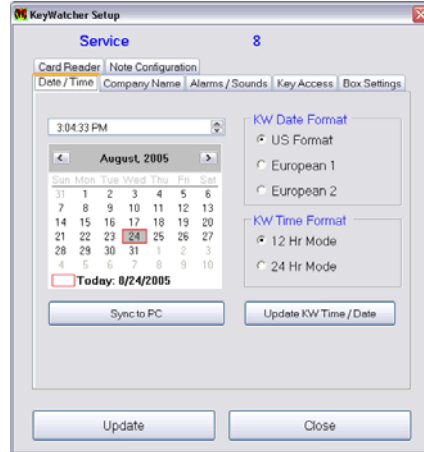 KeyWatcher Setup
Service 8
Card Reader Note Configuration
Date / Time Company Name Alarms / Sounds Key Access Box Settings
3:04:33 PM
KW Date Format
US Format
European 1
European 2
August, 2005
Sun Mon Tue Wed Thu Fri Sat
31 1 2 3 4 5 6
7 8 9 10 11 12 13
14 15 16 17 18 19 20
21 22 23 24 25 26 27
28 29 30 31 1 2 3
4 5 6 7 8 9 10
Today: 8/24/2005
KW Time Format
12 Hr Mode
24 Hr Mode
Sync to PC
Update KW Time / Date
Update
Close